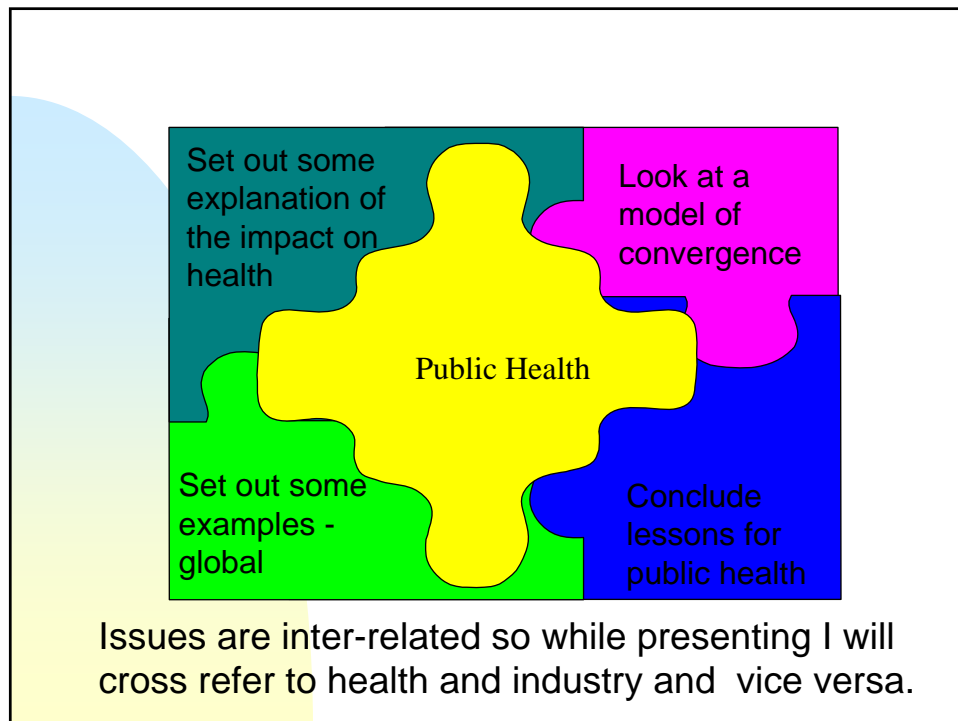 Set out some
explanation of
the impact on
health
Look at a
model of
convergence
Public Health
Set out some
examples -
global
Conclude
lessons for
public health
Issues are inter-related so while presenting I will
cross refer to health and industry and  vice versa.